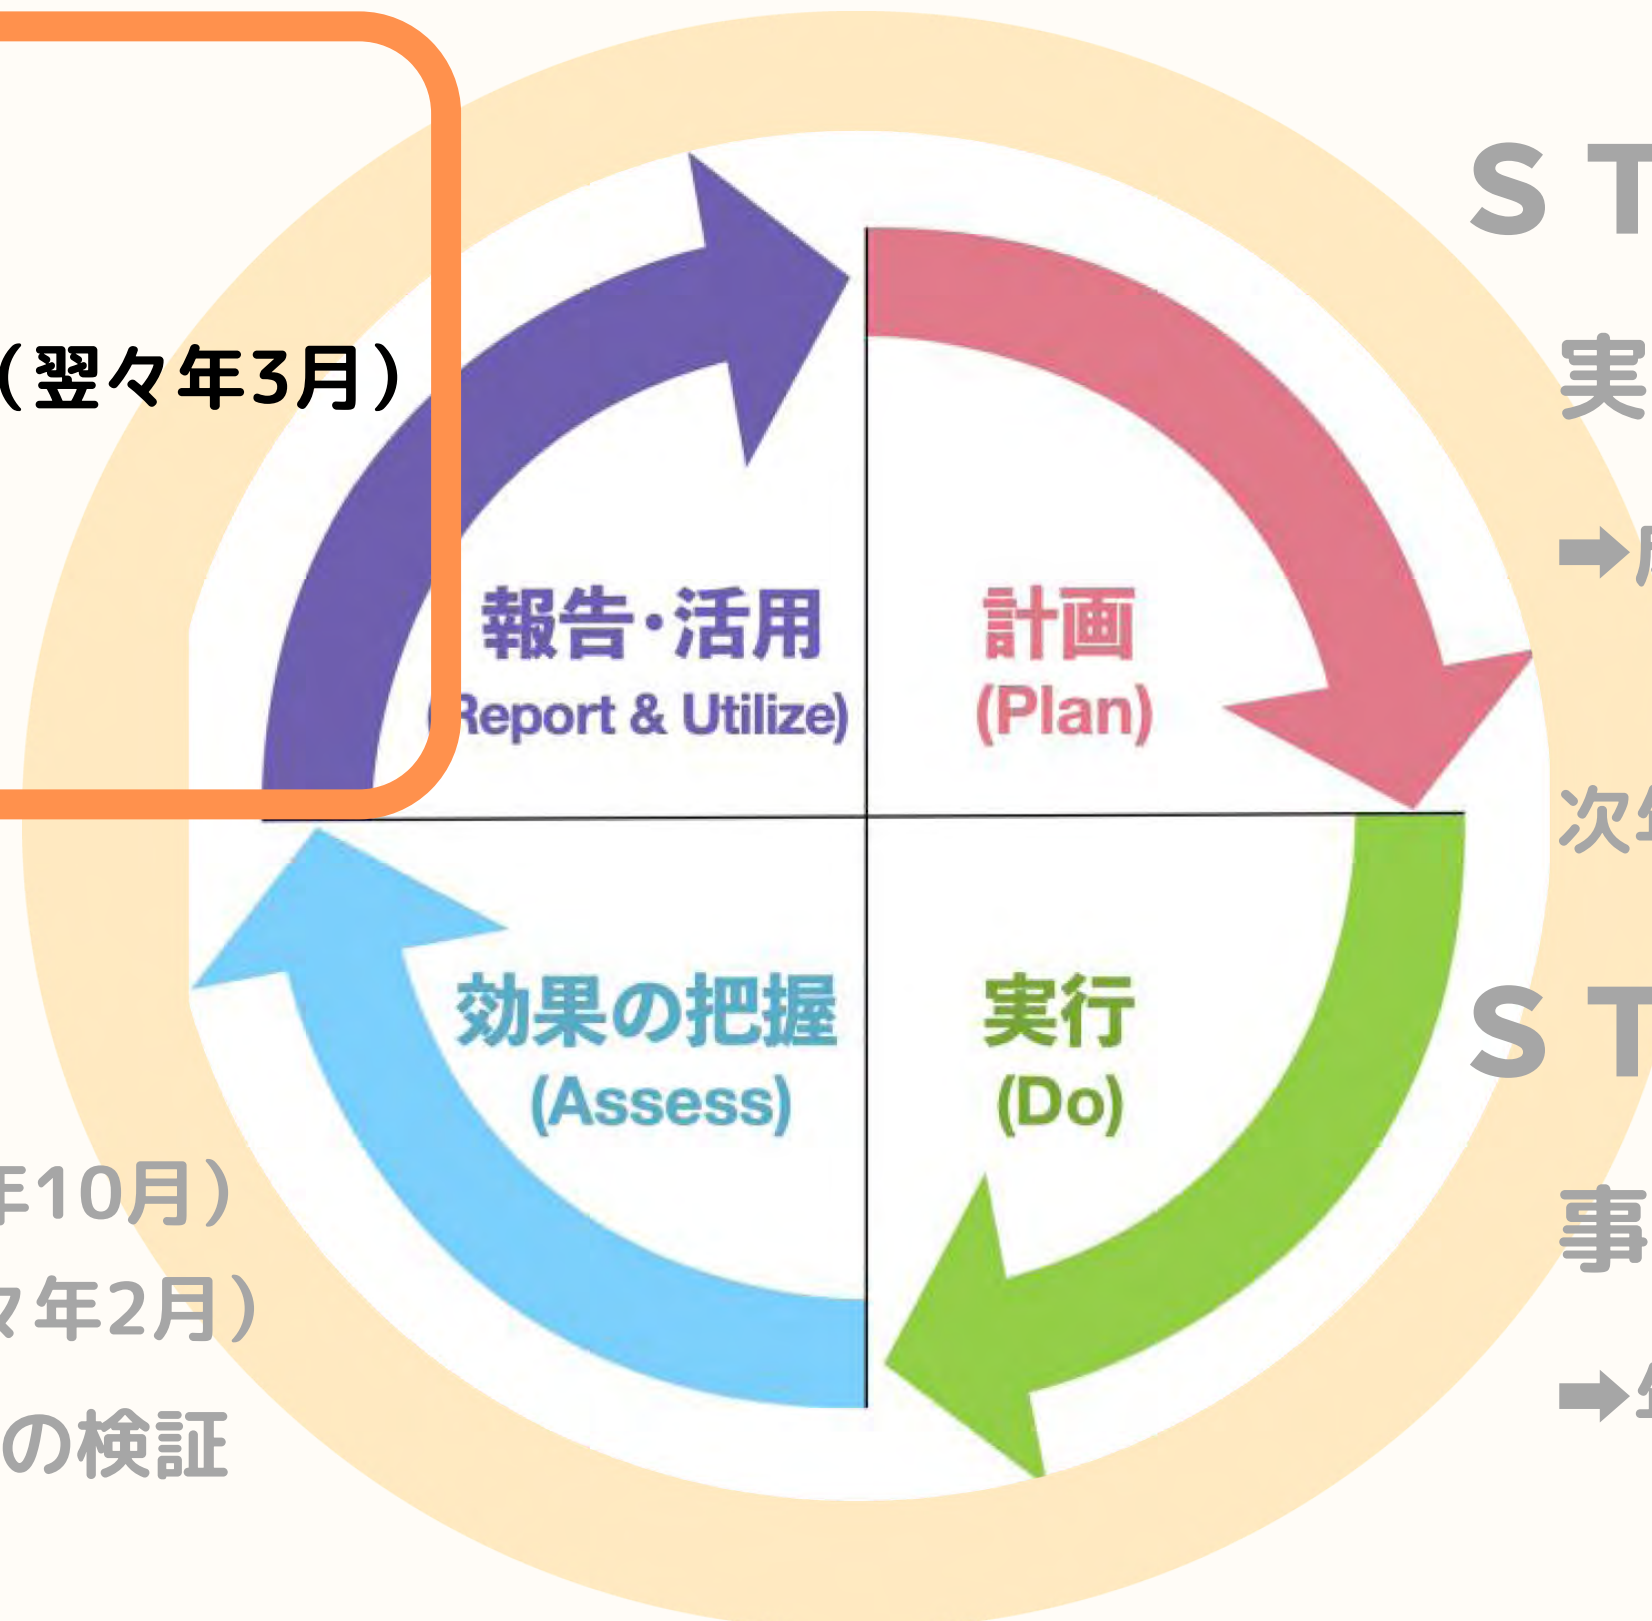 （翌々年3月）
報告・活用
(Report & Utilize)
計画
(Plan)
効果の把握
(Assess)
実行
(Do)
年10月）
々年2月）
の検証
ST
実
➡
次年
ST
事
➡